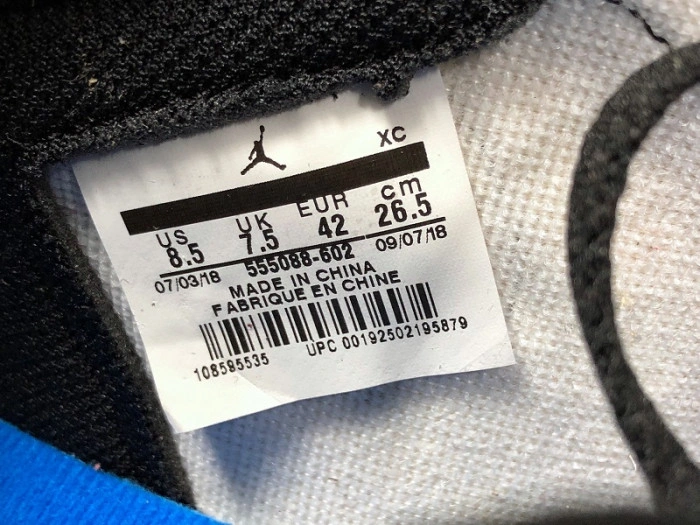 XC
US UK EUR cm
8.5 7.5 42 26.5
07/03/18 555088-602 09/07/18
MADE IN CHINA
FABRIQUE EN CHINE
108595535 UPC 00192502195879